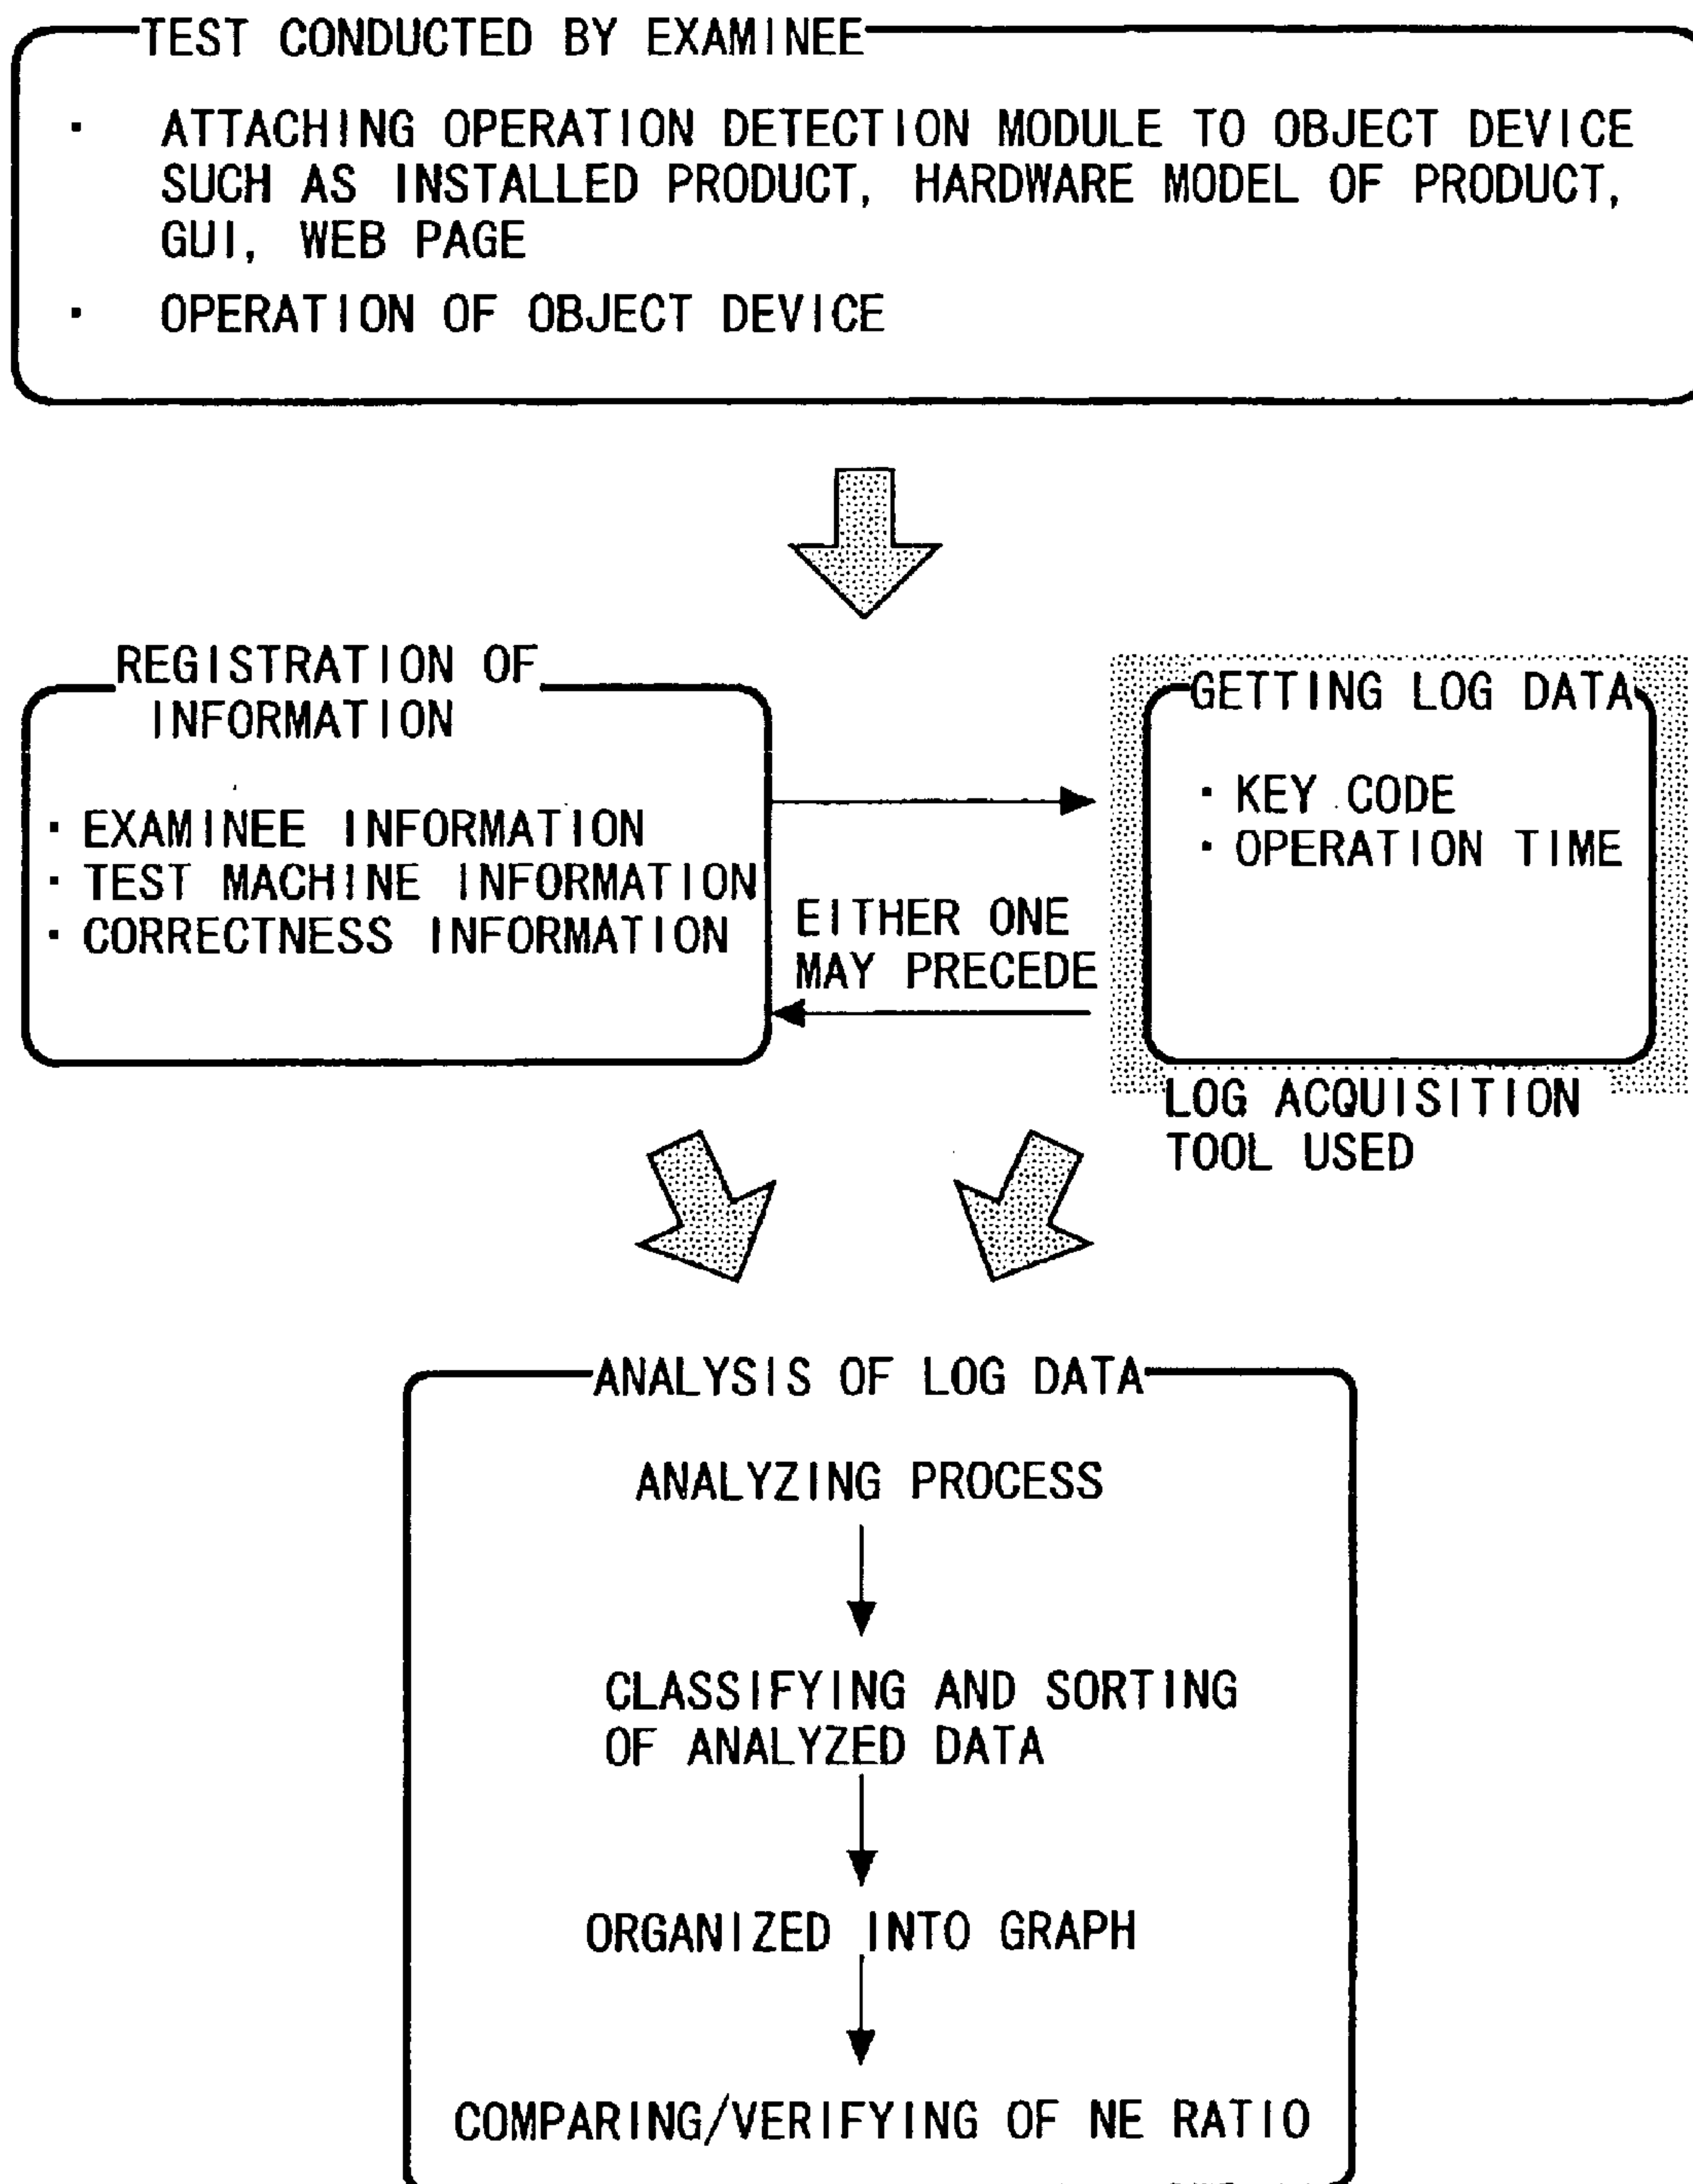 TEST CONDUCTED BY EXAMINEE
· ATTACHING OPERATION DETECTION MODULE TO OBJECT DEVICE
SUCH AS INSTALLED PRODUCT, HARDWARE MODEL OF PRODUCT,
GUI, WEB PAGE
· OPERATION OF OBJECT DEVICE
REGISTRATION OF
INFORMATION
· EXAMINEE INFORMATION
· TEST MACHINE INFORMATION
· CORRECTNESS INFORMATION
EITHER ONE
MAY PRECEDE
GETTING LOG DATA
· KEY CODE
· OPERATION TIME
LOG ACQUISITION
TOOL USED
ANALYSIS OF LOG DATA
ANALYZING PROCESS
CLASSIFYING AND SORTING
OF ANALYZED DATA
ORGANIZED INTO GRAPH
COMPARING/VERIFYING OF NE RATIO